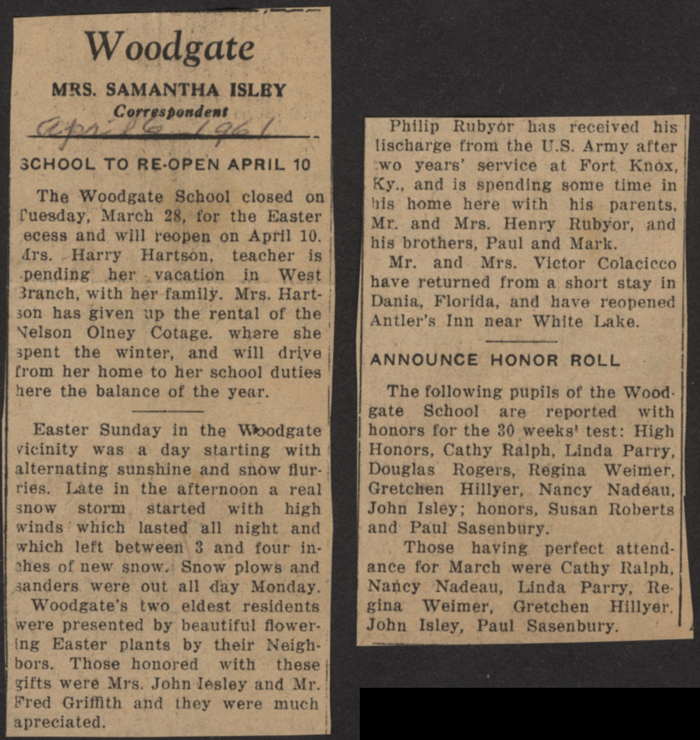 Woodgate
MRS. SAMANTHA ISLEY
Correspondent
April 6 1961
SCHOOL TO RE-OPEN APRIL 10
The Woodgate School closed on
Tuesday, March 28, for the Easter
ecess and will reopen on April 10.
Mrs. Harry Hartson, teacher is
pending her vacation in West
Branch, with her family. Mrs. Hart-
son has given up the rental of the
Nelson Olney Cotage. where she
spent the winter, and will drive
from her home to her school duties
here the balance of the year.
Easter Sunday in the Woodgate
vicinity was a day starting with
alternating sunshine and snow flur-
ries. Late in the afternoon a real
snow storm started with high
winds which lasted all night and
which left between 3 and four in-
ches of new snow. Snow plows and
sanders were out all day Monday.
Woodgate's two eldest residents
were presented by beautiful flower-
ing Easter plants by their Neigh-
bors. Those honored with these
gifts were Mrs. John Iesley and Mr.
Fred Griffith and they were much
apreciated.
Philip Rubyor has received his
lischarge from the U.S. Army after
two years' service at Fort Knox,
Ky., and is spending some time in
his home here with his parents,
Mr. and Mrs. Henry Rubyor, and
his brothers, Paul and Mark.
Mr. and Mrs. Victor Colacicco
have returned from a short stay in
Dania, Florida, and have reopened
Antler's Inn near White Lake.
ANNOUNCE HONOR ROLL
The following pupils of the Wood-
gate School are reported with
honors for the 30 weeks' test: High
Honors, Cathy Ralph, Linda Parry,
Douglas Rogers, Regina Weimer,
Gretchen Hillyer, Nancy Nadeau,
John Isley; honors, Susan Roberts
and Paul Sasenbury.
Those having perfect attend-
ance for March were Cathy Ralph,
Nancy Nadeau, Linda Parry, Re-
gina Weimer, Gretchen Hillyer.
John Isley, Paul Sasenbury.